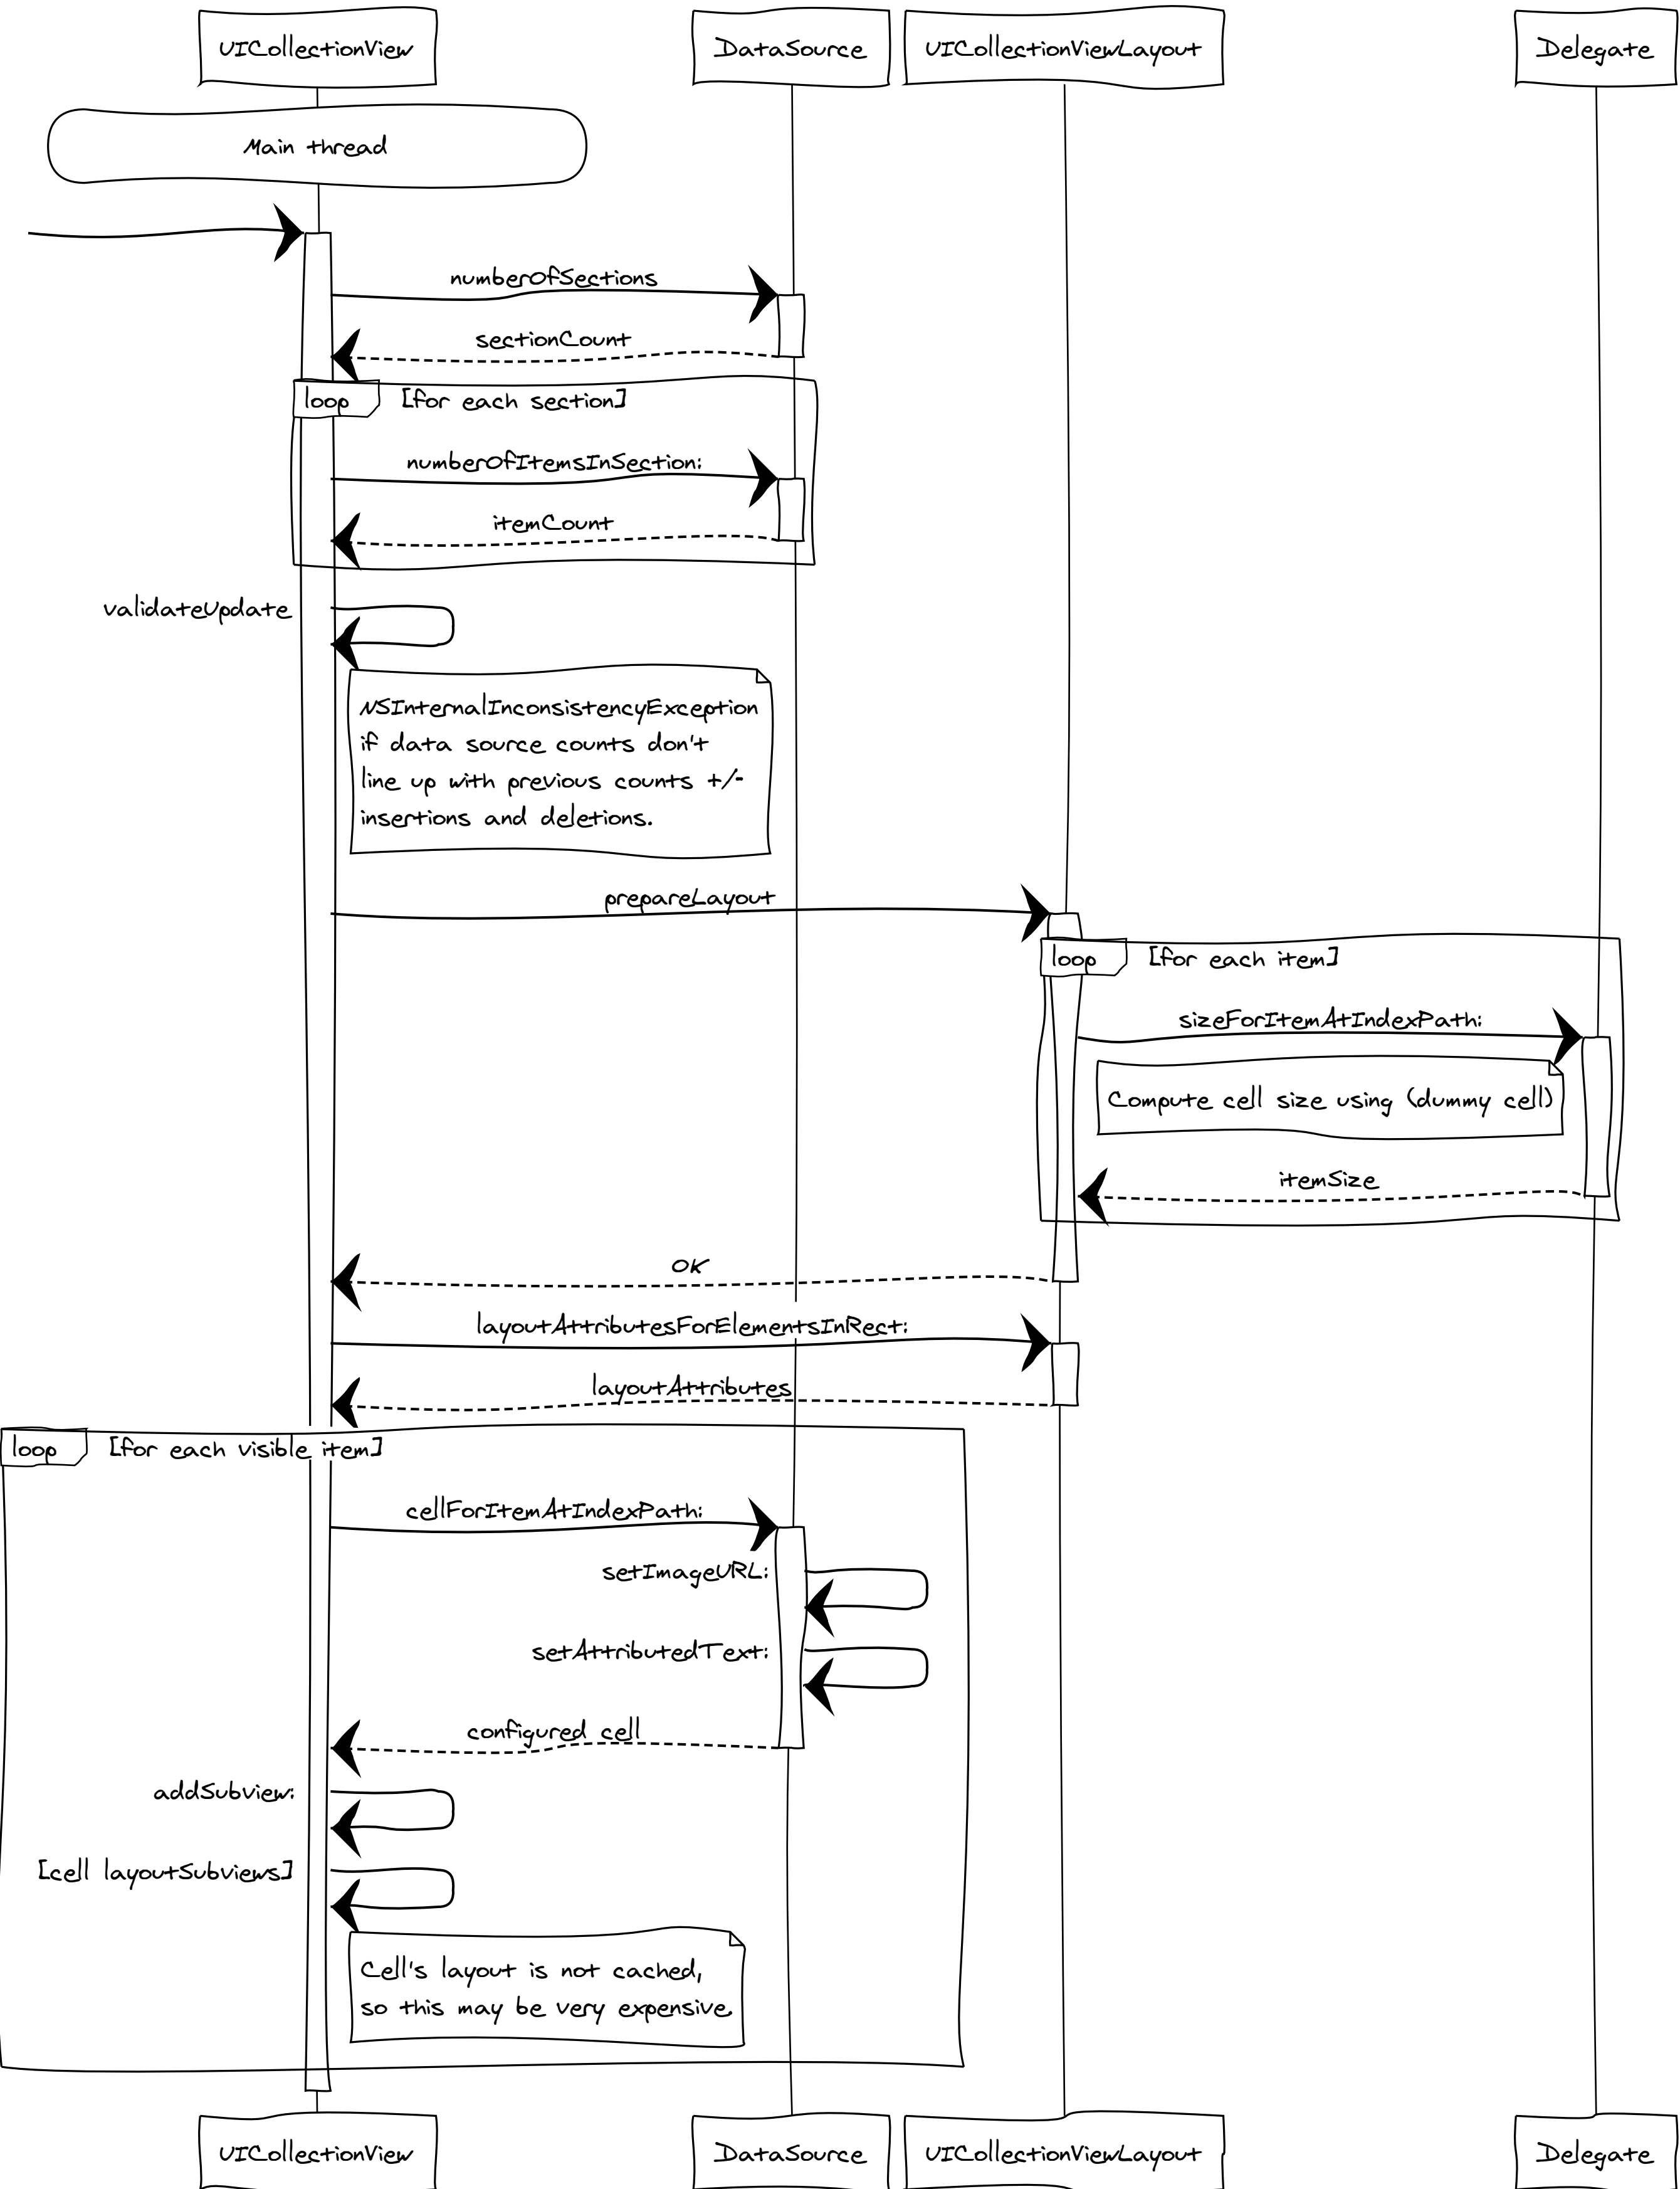 UICollectionView
DataSource
UICollectionViewLayout
Delegate
Main thread
numberOfSections
sectionCount
loop
[for each section]
numberOfItemsInSection:
itemCount
validateUpdate
NSInternalInconsistencyException
if data source counts don't
line up with previous counts +/-
insertions and deletions.
prepareLayout
loop
[for each item]
sizeForItemAtIndexPath:
Compute cell size using (dummy cell)
itemSize
OK
layoutAttributesForElementsInRect:
layoutAttributes
loop
[for each visible item]
cellForItemAtIndexPath:
setImageURL:
setAttributedText:
configured cell
addSubview:
[cell layoutSubviews]
Cell's layout is not cached,
so this may be very expensive.
UICollectionView
DataSource
UICollectionViewLayout
Delegate